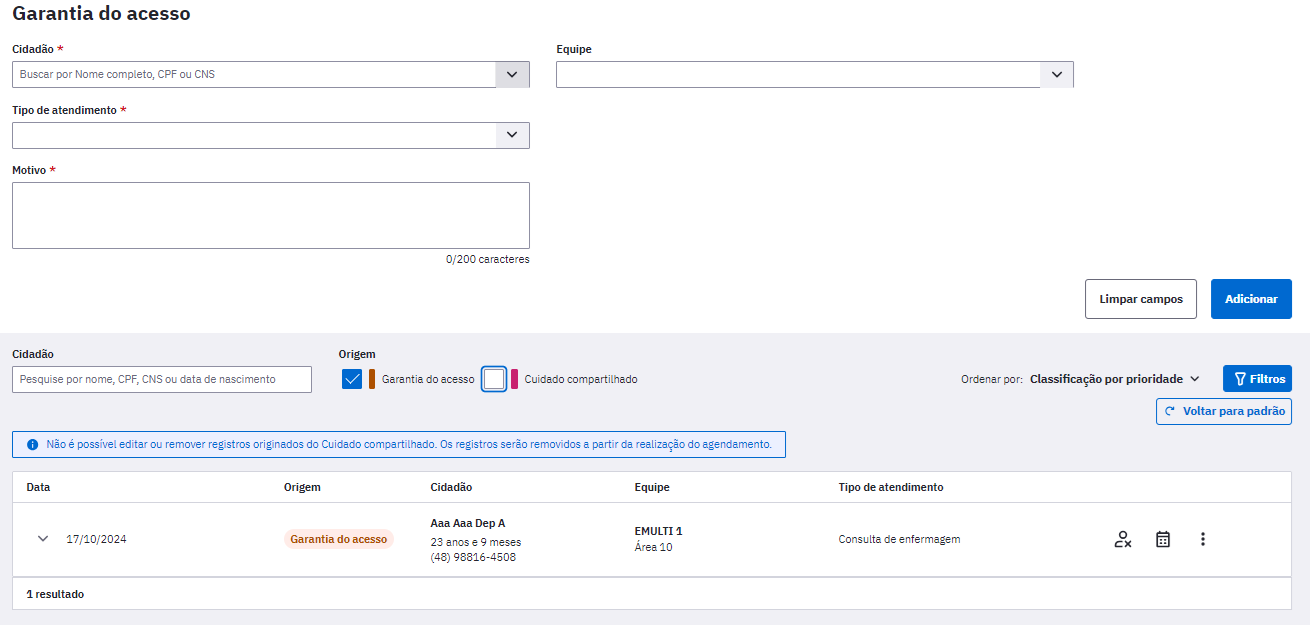 Garantia do acesso
Cidadão *
Equipe
Buscar por Nome completo, CPF ou CNS
Tipo de atendimento *
Motivo *
0/200 caracteres
Limpar campos
Adicionar
Cidadão
Origem
Pesquise por nome, CPF, CNS ou data de nascimento
Garantia do acesso
Cuidado compartilhado
Ordenar por: Classificação por prioridade
Filtros
Voltar para padrão
Não é possível editar ou remover registros originados do Cuidado compartilhado. Os registros serão removidos a partir da realização do agendamento.
Data Origem Cidadão Equipe Tipo de atendimento
17/10/2024
Garantia do acesso
Aaa Aaa Dep A
23 anos e 9 meses
(48) 98816-4508
EMULTI 1
Área 10
Consulta de enfermagem
1 resultado